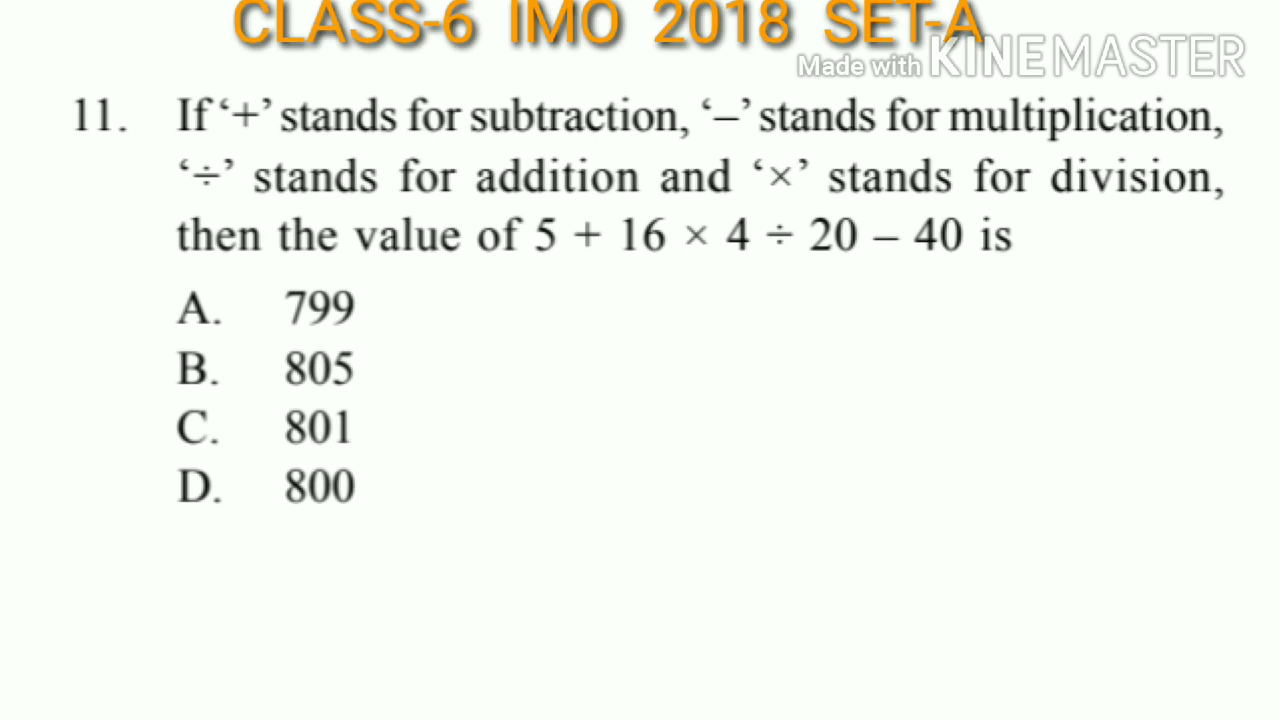 CLASS-6 IMO 2018 SET-A
Made with KINEMASTER
11. If ‘+’ stands for subtraction, ‘–’ stands for multiplication,
‘÷’ stands for addition and ‘×’ stands for division,
then the value of 5 + 16 × 4 ÷ 20 – 40 is
A. 799
B. 805
C. 801
D. 800